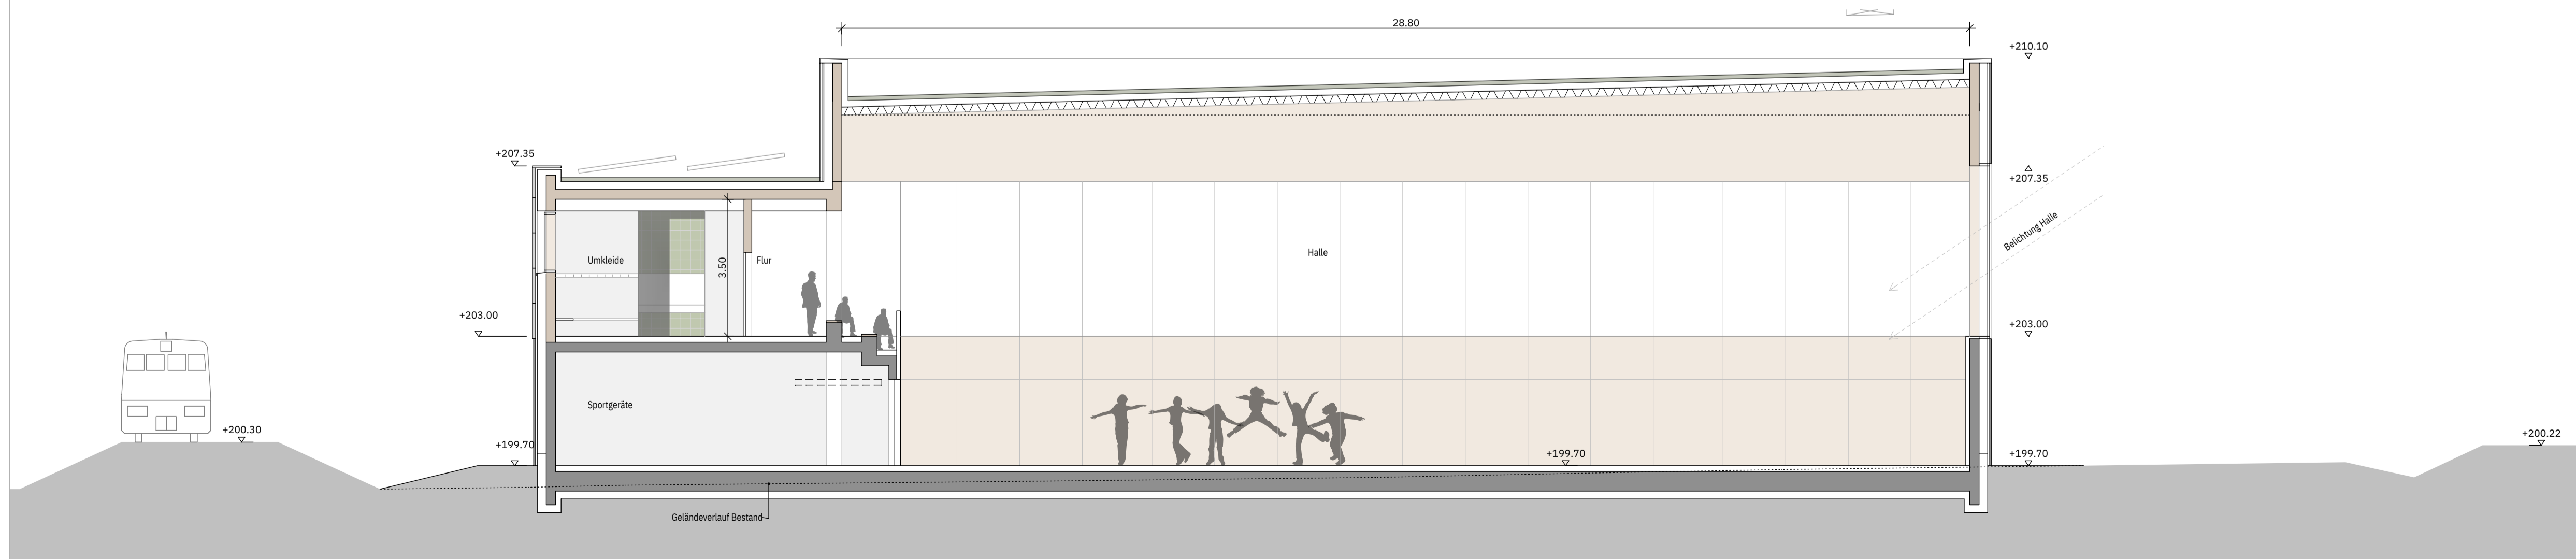 28.80
+210.10
+207.35
+207.35
Belichtung Halle
Umkleide
3.50
Flur
Halle
+203.00
+203.00
Sportgeräte
+200.30
+199.70
+199.70
+199.70
+200.22
Geländeverlauf Bestand